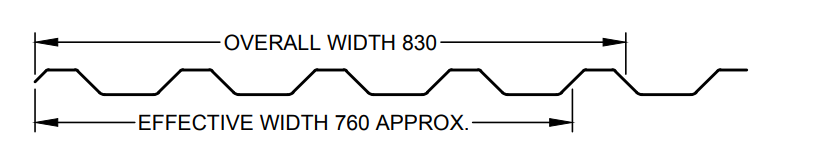 OVERALL WIDTH 830
EFFECTIVE WIDTH 760 APPROX.